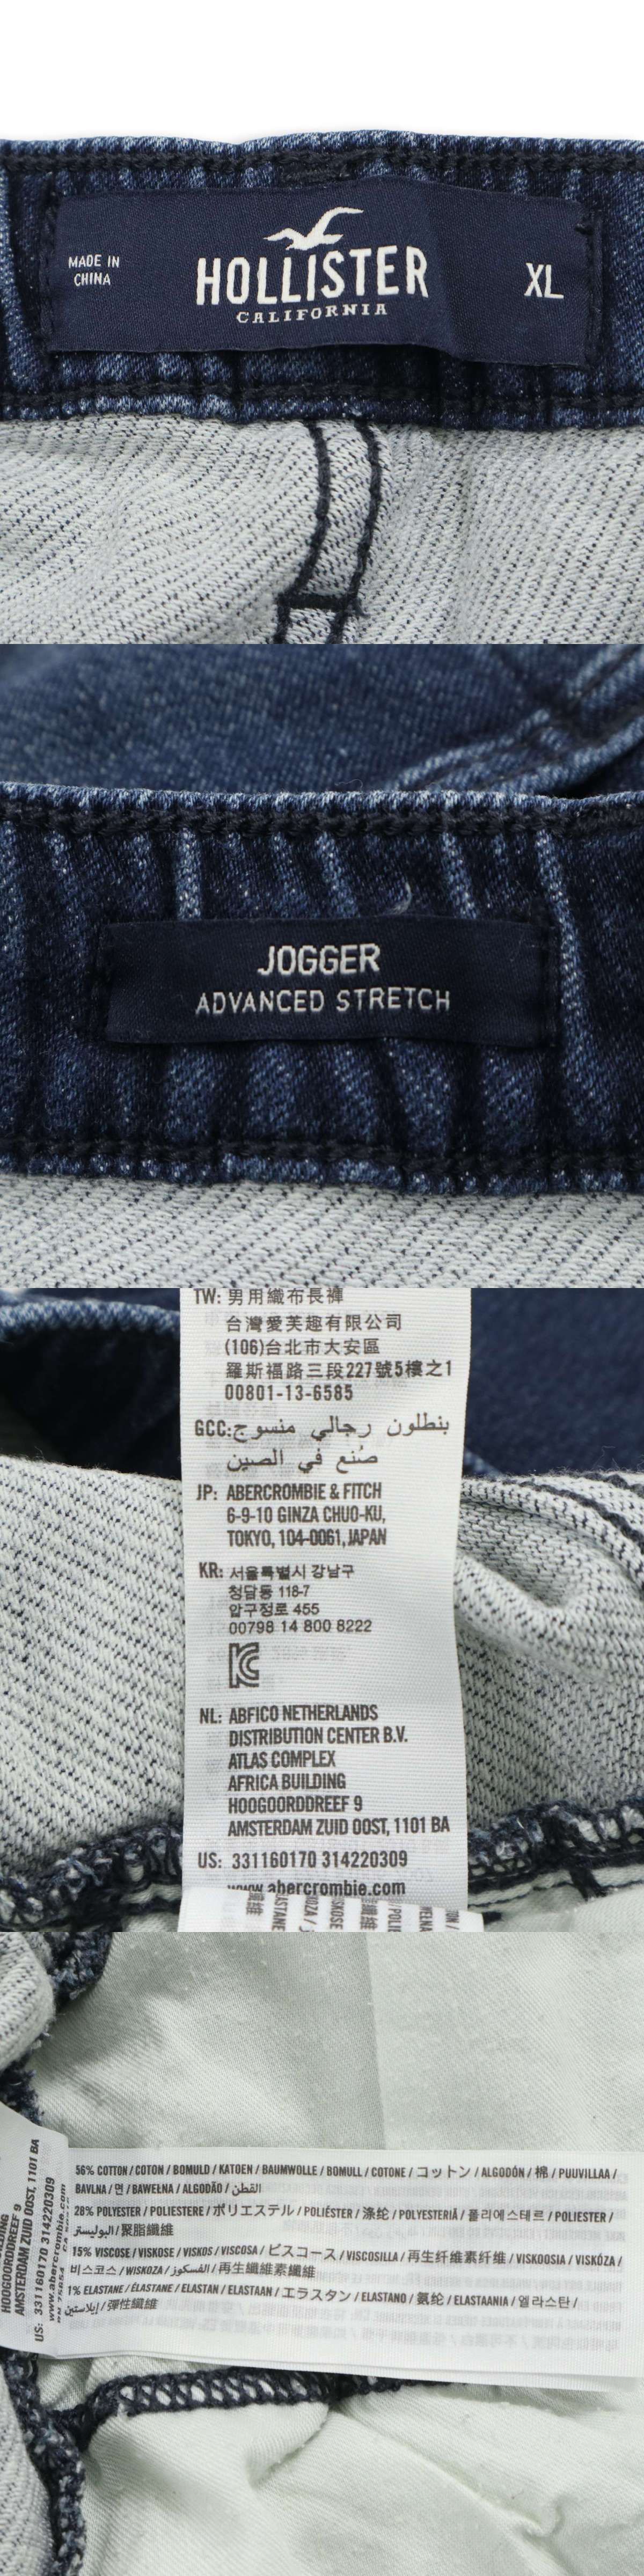 MADE IN
CHINA
HOLLISTER
CALIFORNIA
XL
JOGGER
ADVANCED STRETCH
TW: 男用織布長褲
台灣愛芙趣有限公司
(106)台北市大安區
羅斯福路三段227號5樓之1
00801-13-6585
GCC: بنطلون رجالي منسوج
صُنع في الصين
JP: ABERCROMBIE & FITCH
6-9-10 GINZA CHUO-KU,
TOKYO, 104-0061, JAPAN
KR: 서울특별시 강남구
청담동 118-7
압구정로 455
00798 14 800 8222
NL: ABFICO NETHERLANDS
DISTRIBUTION CENTER B.V.
ATLAS COMPLEX
AFRICA BUILDING
HOOGOORDDREEF 9
AMSTERDAM ZUID OOST, 1101 BA
US: 331160170 314220309
www.abercrombie.com
HOOGOORDDREEF 9
AMSTERDAM ZUID OOST, 1101 BA
US: 331160170 314220309
www.abercrombie.com
56% COTTON / COTON / BOMULD / KATOEN / BAUMWOLLE / BOMULL / COTONE / コットン / ALGODÓN / 棉 / PUUVILLAA /
BAVLNA / 면 / BAWEŁNA / ALGODÃO / القطن
28% POLYESTER / POLIESTERE / ポリエステル / POLIÉSTER / 涤纶 / POLYESTERIÄ / 폴리에스테르 / POLIESTER /
البوليستر / 聚脂纖維
15% VISCOSE / VISKOSE / VISKOS / VISCOSA / ビスコース / VISCOSILLA / 再生纤维素纤维 / VISKOOSIA / VISKÓZA /
비스코스 / WISKOZA / الفسكوز / 再生纖維素纖維
1% ELASTANE / ÉLASTANE / ELASTAN / ELASTAAN / エラスタン / ELASTANO / 氨纶 / ELASTAANIA / 엘라스탄 /
إيلاستين / 彈性纖維